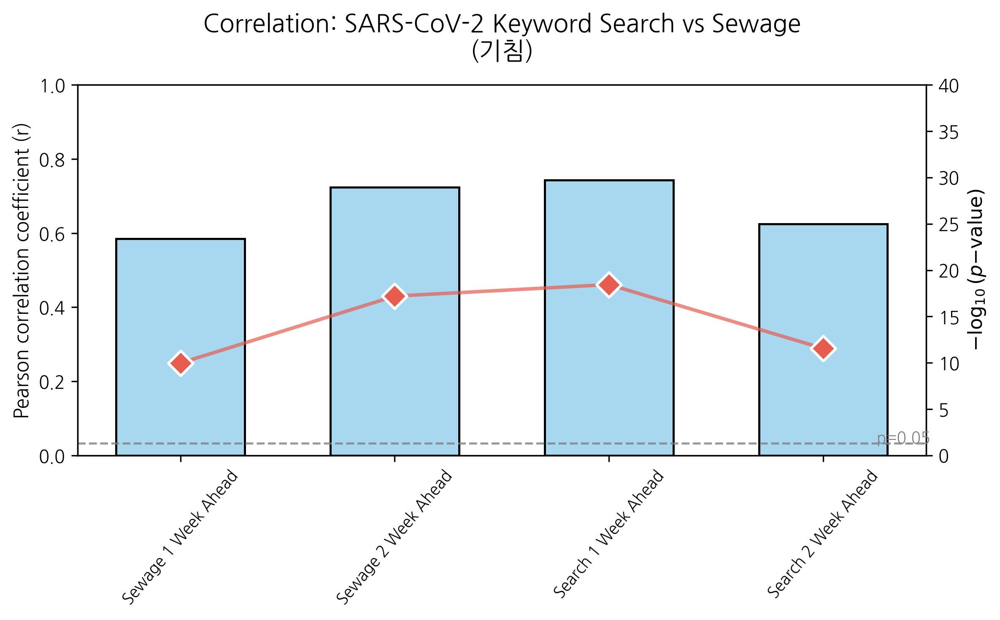 Correlation: SARS-CoV-2 Keyword Search vs Sewage
(기침)
Pearson correlation coefficient (r)
1.0
0.8
0.6
0.4
0.2
0.0
40
35
30
25
20
15
10
5
0
−log₁₀(p−value)
p=0.05
Sewage 1 Week Ahead
Sewage 2 Week Ahead
Search 1 Week Ahead
Search 2 Week Ahead